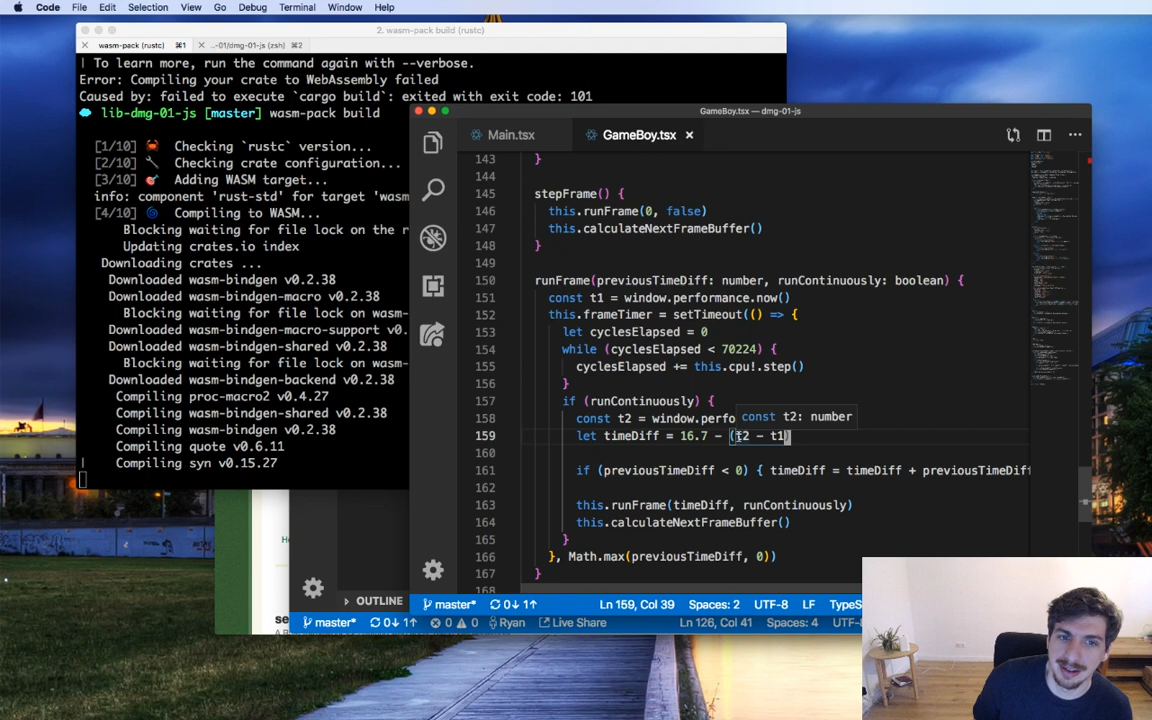 Code File Edit Selection View Go Debug Terminal Window Help
2. wasm-pack build (rustc)
wasm-pack (rustc) ⌘1 ..-01/dmg-01-js (zsh) ⌘2
| To learn more, run the command again with --verbose.
Error: Compiling your crate to WebAssembly failed
Caused by: failed to execute `cargo build`: exited with exit code: 101
lib-dmg-01-js [master] wasm-pack build
[1/10] Checking `rustc` version...
[2/10] Checking crate configuration...
[3/10] Adding WASM target...
info: component 'rust-std' for target 'wasm
[4/10] Compiling to WASM...
Blocking waiting for file lock on the r
Updating crates.io index
Downloading crates ...
Downloaded wasm-bindgen v0.2.38
Downloaded wasm-bindgen-macro v0.2.38
Blocking waiting for file lock on wasm-
Downloaded wasm-bindgen-macro-support v0.
Downloaded wasm-bindgen-shared v0.2.38
Blocking waiting for file lock on wasm-
Downloaded wasm-bindgen-backend v0.2.38
Compiling proc-macro2 v0.4.27
Compiling wasm-bindgen-shared v0.2.38
Compiling wasm-bindgen v0.2.38
Compiling quote v0.6.11
| Compiling syn v0.15.27
GameBoy.tsx — dmg-01-js
Main.tsx GameBoy.tsx
143 }
144
145 stepFrame() {
146 this.runFrame(0, false)
147 this.calculateNextFrameBuffer()
148 }
149
150 runFrame(previousTimeDiff: number, runContinuously: boolean) {
151 const t1 = window.performance.now()
152 this.frameTimer = setTimeout(() => {
153 let cyclesElapsed = 0
154 while (cyclesElapsed < 70224) {
155 cyclesElapsed += this.cpu!.step()
156 }
157 if (runContinuously) {
158 const t2 = window.perfo
const t2: number
159 let timeDiff = 16.7 - (t2 - t1)
160
161 if (previousTimeDiff < 0) { timeDiff = timeDiff + previousTimeDiff
162
163 this.runFrame(timeDiff, runContinuously)
164 this.calculateNextFrameBuffer()
165 }
166 }, Math.max(previousTimeDiff, 0))
167 }
168
master* 0↓ 1↑ Ln 159, Col 39 Spaces: 2 UTF-8 LF TypeS
OUTLINE
master* 0↓ 1↑ 0 0 Ryan Live Share Ln 126, Col 41 Spaces: 4 UTF-
se